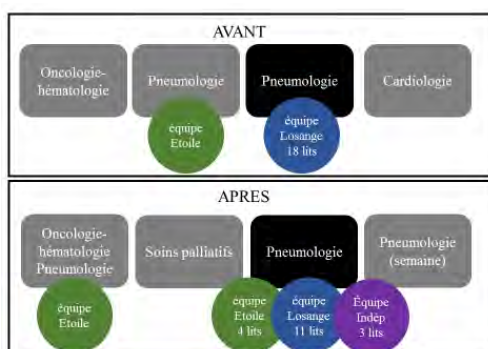 AVANT
Oncologie-
hématologie
Pneumologie
Pneumologie
Cardiologie
équipe
Etoile
équipe
Losange
18 lits
APRES
Oncologie-
hématologie
Pneumologie
Soins palliatifs
Pneumologie
Pneumologie
(semaine)
équipe
Etoile
équipe
Etoile
4 lits
équipe
Losange
11 lits
Équipe
Indép
3 lits